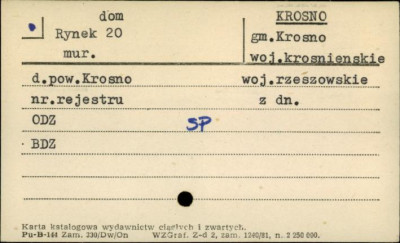 dom KROSNO
Rynek 20 gm.Krosno
mur. woj.krosnienskie
d.pow.Krosno woj.rzeszowskie
nr.rejestru z dn.
ODZ SP
BDZ
Karta katalogowa wydawnictw ciągłych i zwartych.
Pu-B-144 Zam. 230/Dw/On WZGraf. Z-d 2, zam. 1240/81, n. 2 250 000.